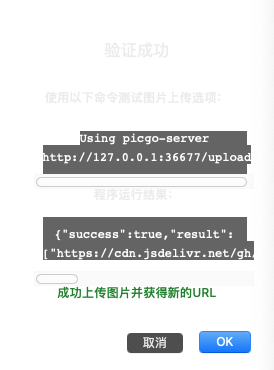 验证成功
使用以下命令测试图片上传选项：
Using picgo-server
http://127.0.0.1:36677/upload
程序运行结果：
{"success":true,"result":
["https://cdn.jsdelivr.net/gh,
成功上传图片并获得新的URL
取消
OK